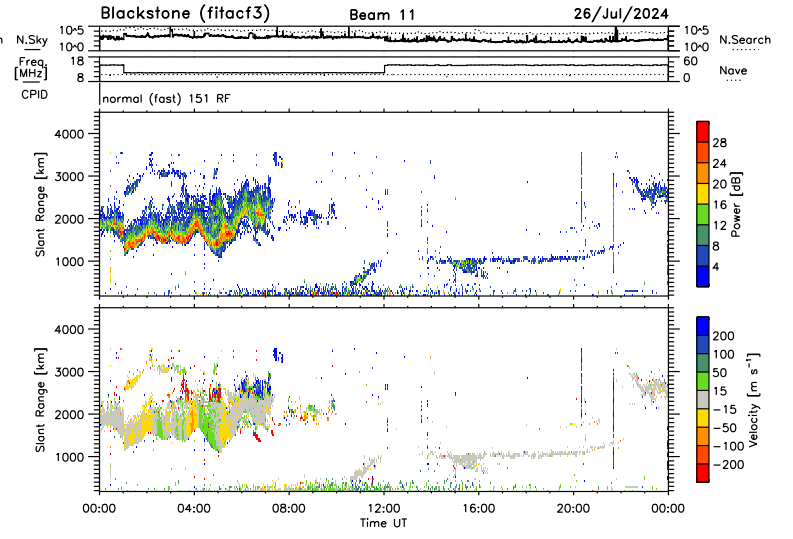 Blackstone (fitacf3) Beam 11 26/Jul/2024
N.Sky 10^5 10^0 10^5 10^0 N.Search
Freq. [MHz] 18 8 60 0 Nave
CPID normal (fast) 151 RF
Slant Range [km] 4000 3000 2000 1000
28 24 20 16 12 8 4 Power [dB]
Slant Range [km] 4000 3000 2000 1000
200 100 50 15 −15 −50 −100 −200 Velocity [m s⁻¹]
00:00 04:00 08:00 12:00 16:00 20:00 00:00
Time UT